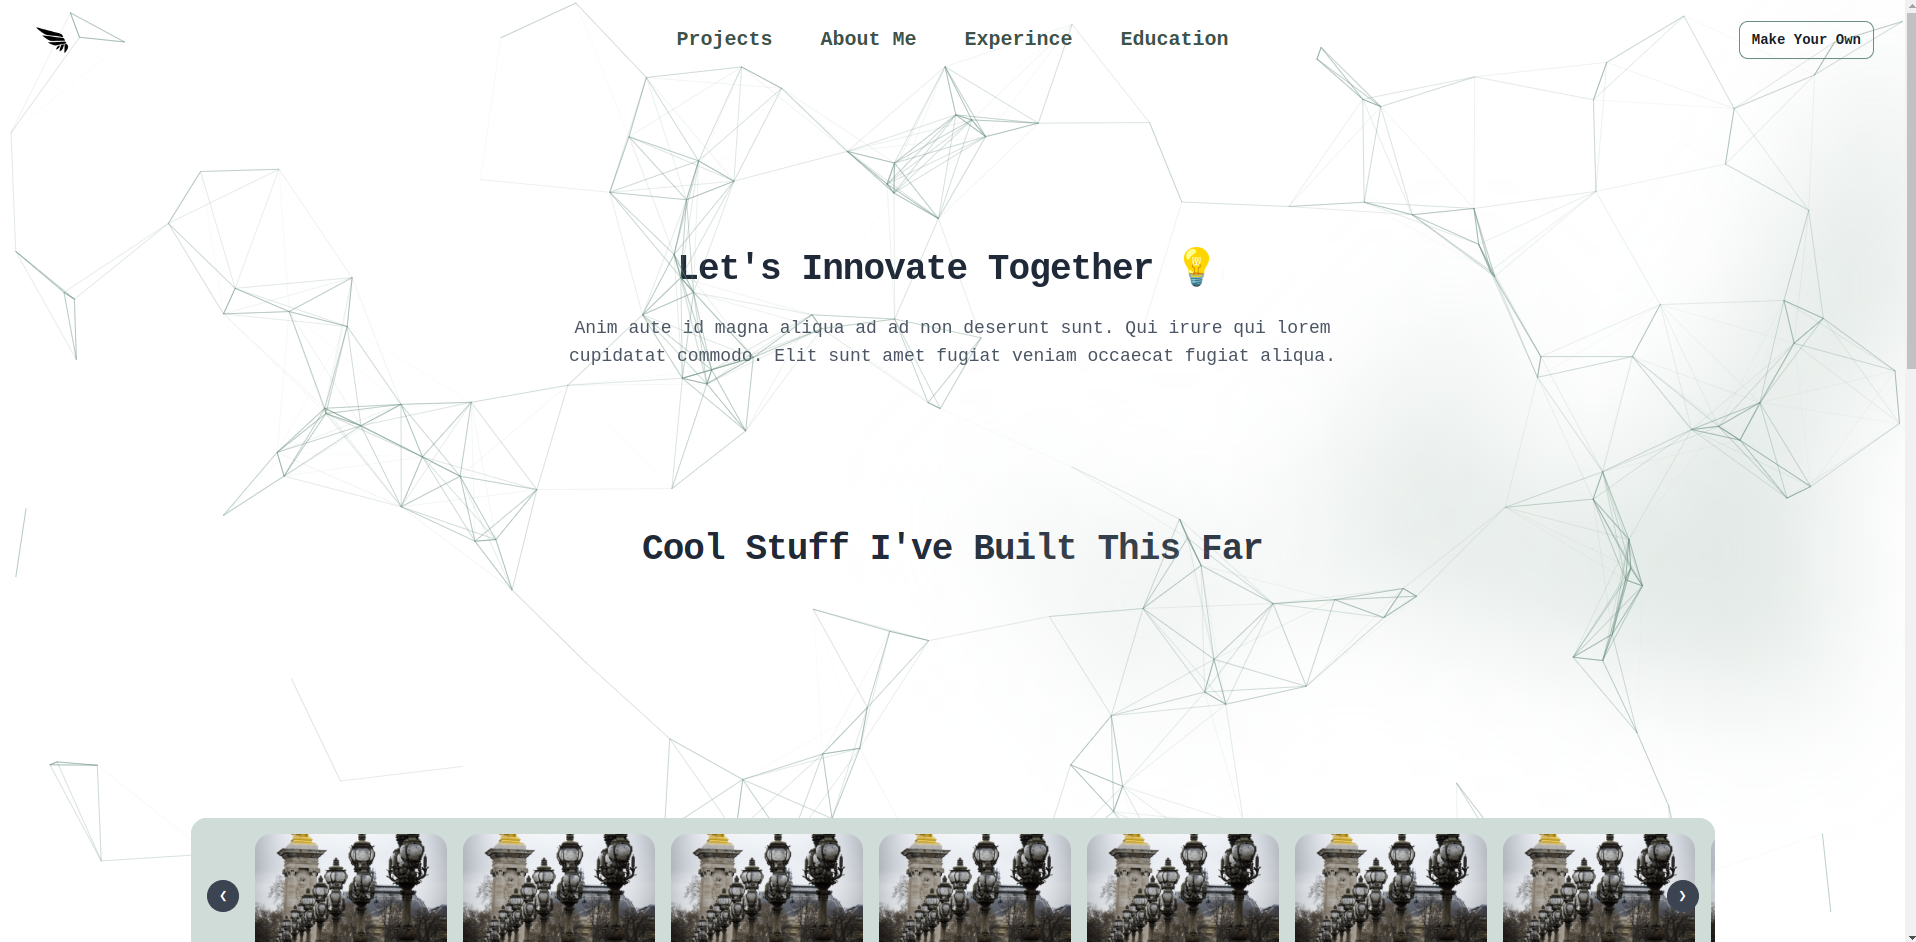 Projects
About Me
Experince
Education
Make Your Own
Let's Innovate Together 💡
Anim aute id magna aliqua ad ad non deserunt sunt. Qui irure qui lorem
cupidatat commodo. Elit sunt amet fugiat veniam occaecat fugiat aliqua.
Cool Stuff I've Built This Far
❮
❯